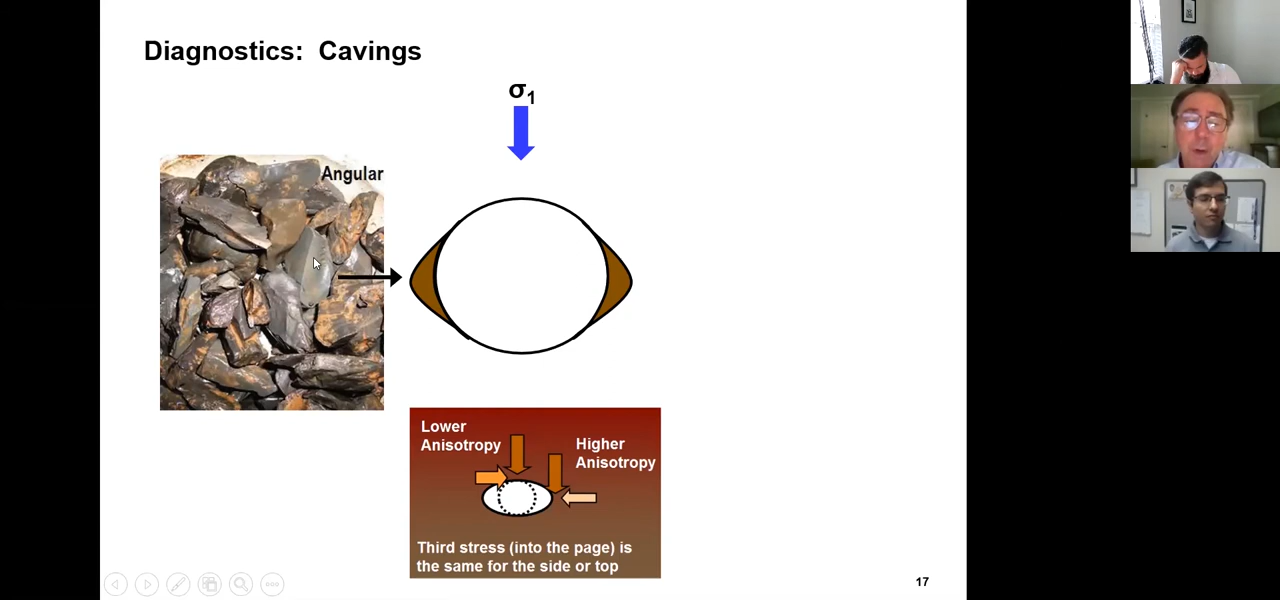 Diagnostics:  Cavings
σ1
Angular
Lower
Anisotropy
Higher
Anisotropy
Third stress (into the page) is
the same for the side or top
17